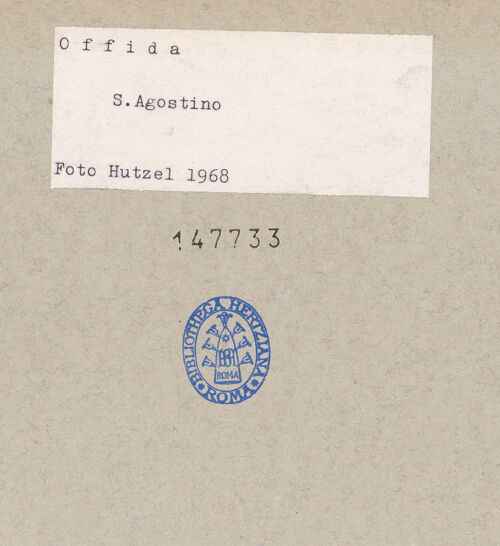 O f f i d a
S.Agostino
Foto Hutzel 1968
147733
BIBLIOTHECA HERTZIANA
ROMA
ROMA